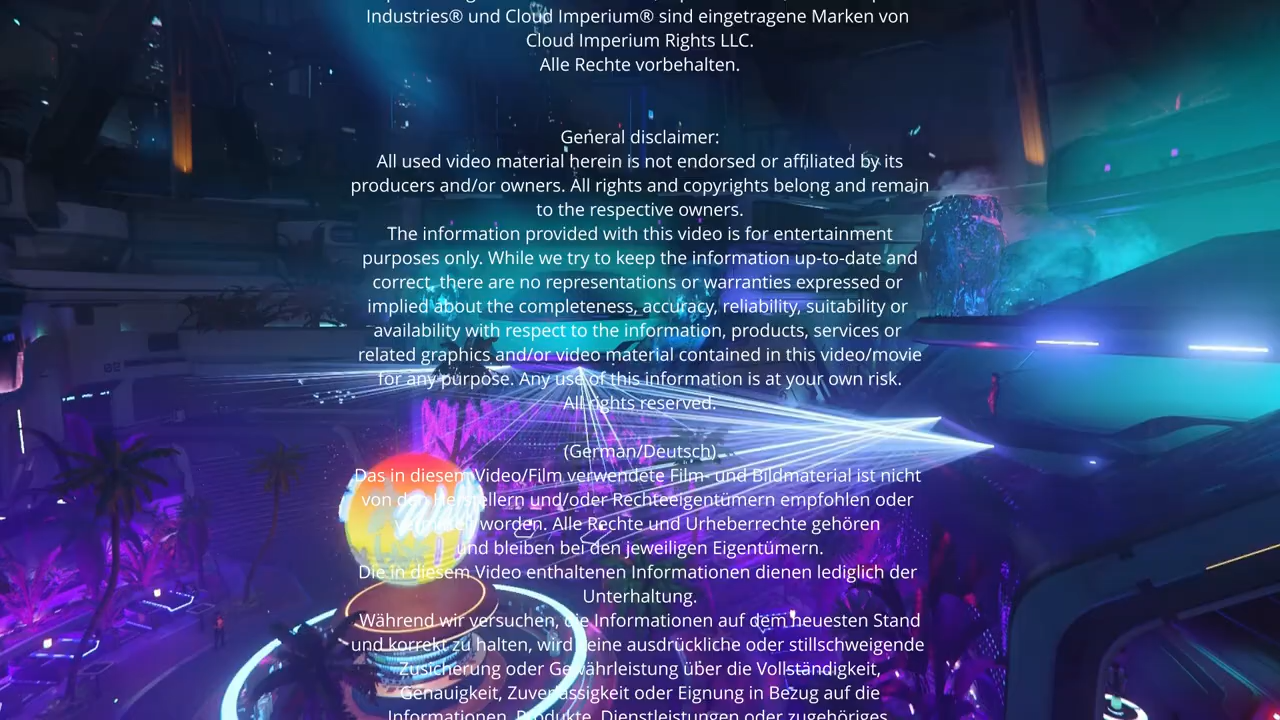 Industries® und Cloud Imperium® sind eingetragene Marken von
Cloud Imperium Rights LLC.
Alle Rechte vorbehalten.
General disclaimer:
All used video material herein is not endorsed or affiliated by its
producers and/or owners. All rights and copyrights belong and remain
to the respective owners.
The information provided with this video is for entertainment
purposes only. While we try to keep the information up-to-date and
correct, there are no representations or warranties expressed or
implied about the completeness, accuracy, reliability, suitability or
availability with respect to the information, products, services or
related graphics and/or video material contained in this video/movie
for any purpose. Any use of this information is at your own risk.
All rights reserved.
(German/Deutsch)
Das in diesem Video/Film verwendete Film- und Bildmaterial ist nicht
von den Herstellern und/oder Rechteeigentümern empfohlen oder
worden. Alle Rechte und Urheberrechte gehören
und bleiben bei den jeweiligen Eigentümern.
Die in diesem Video enthaltenen Informationen dienen lediglich der
Unterhaltung.
Während wir versuchen, die Informationen auf dem neuesten Stand
und korrekt zu halten, wird keine ausdrückliche oder stillschweigende
Zusicherung oder Gewährleistung über die Vollständigkeit,
Genauigkeit, Zuverlässigkeit oder Eignung in Bezug auf die
Informationen, Produkte, Dienstleistungen oder zugehöriges